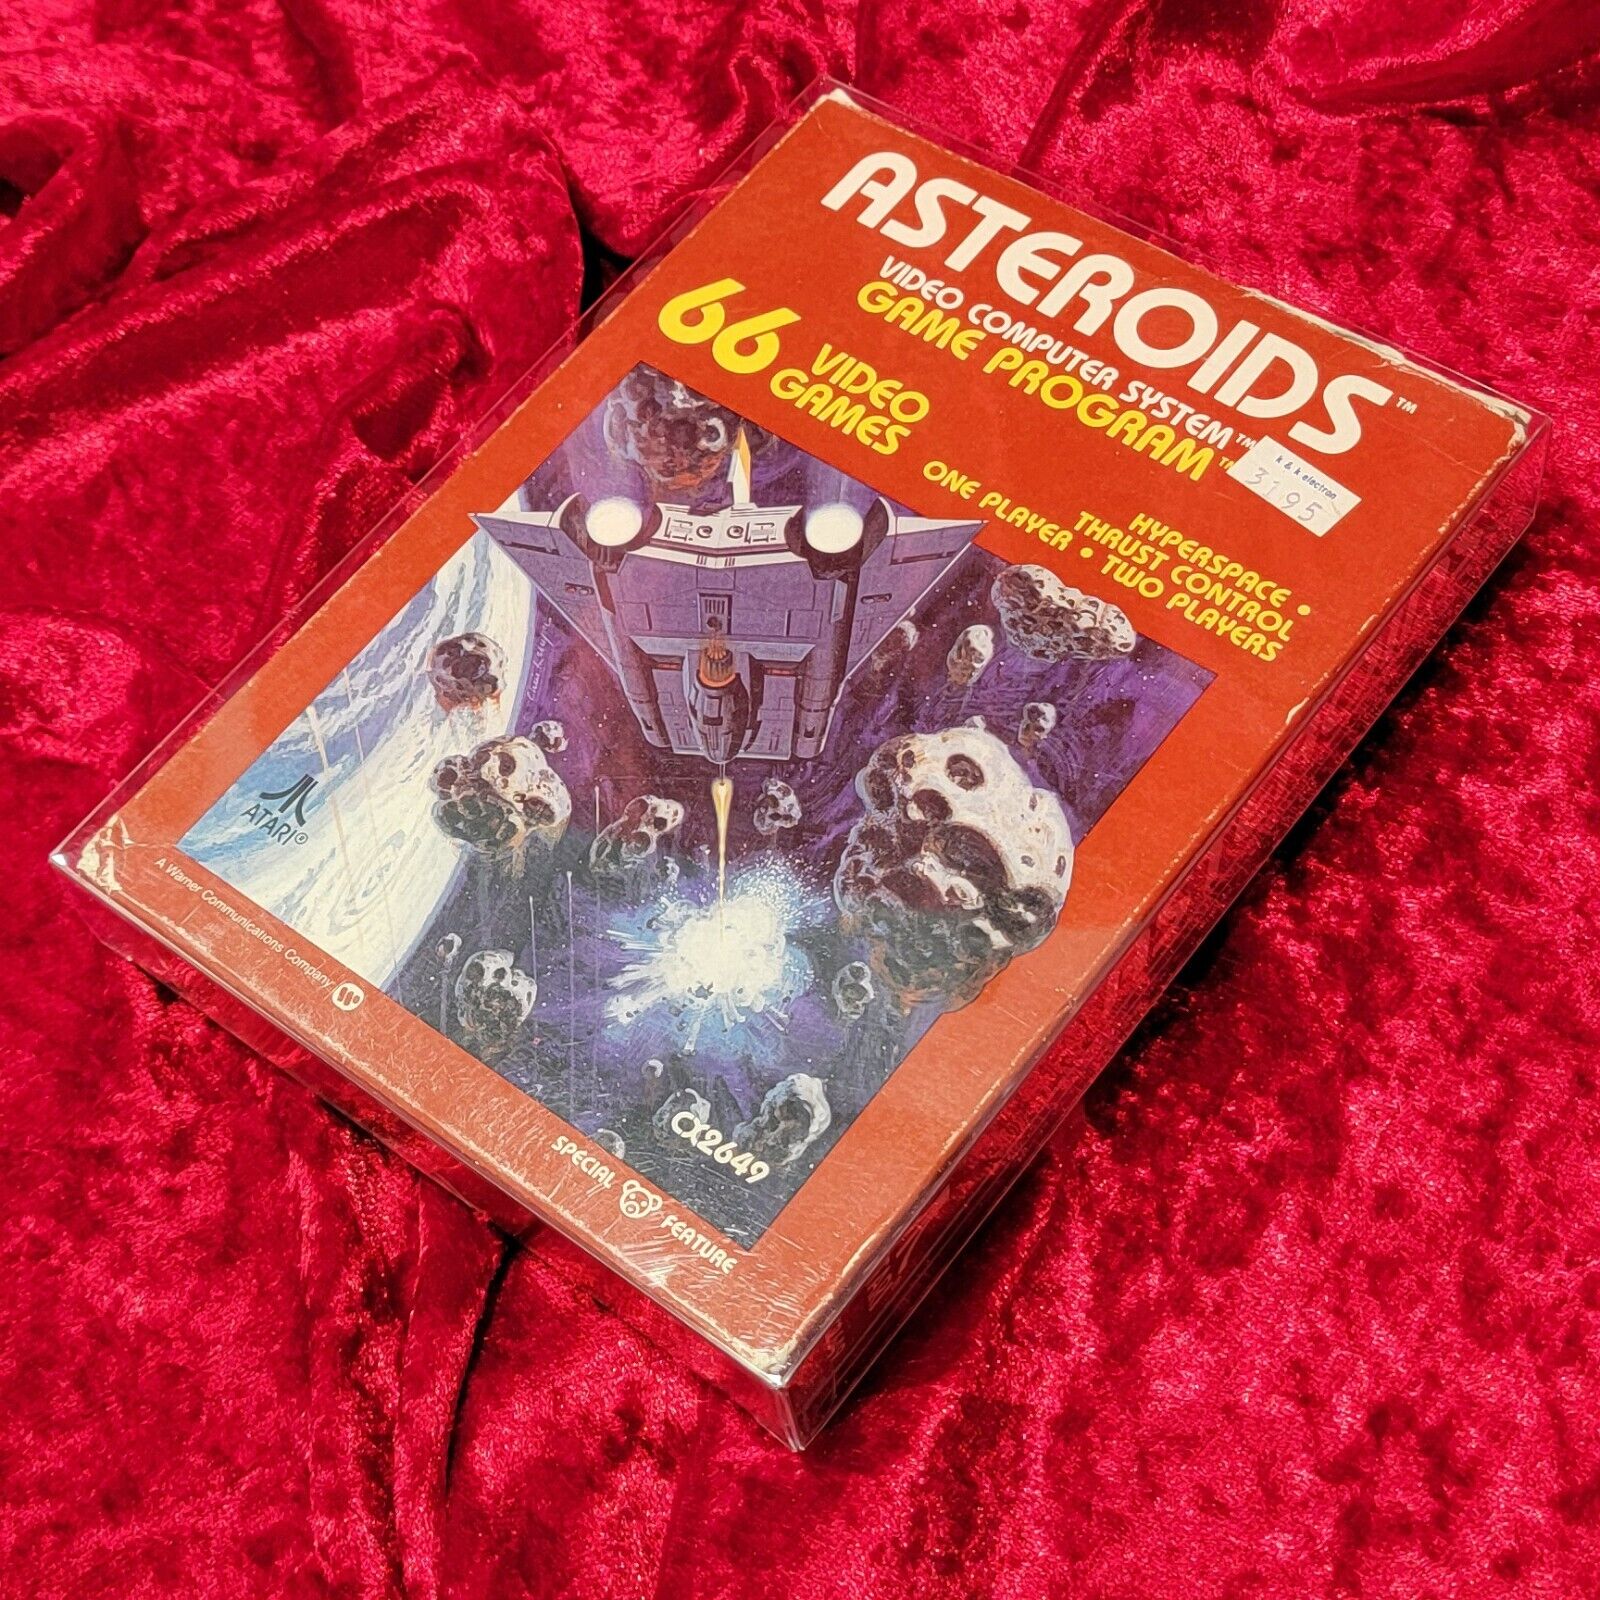 ASTEROIDS™
VIDEO COMPUTER SYSTEM™
GAME PROGRAM™
k & k electron
3195
66 VIDEO
GAMES
HYPERSPACE •
THRUST CONTROL
ONE PLAYER • TWO PLAYERS
ATARI®
A Warner Communications Company
CX2649
SPECIAL FEATURE